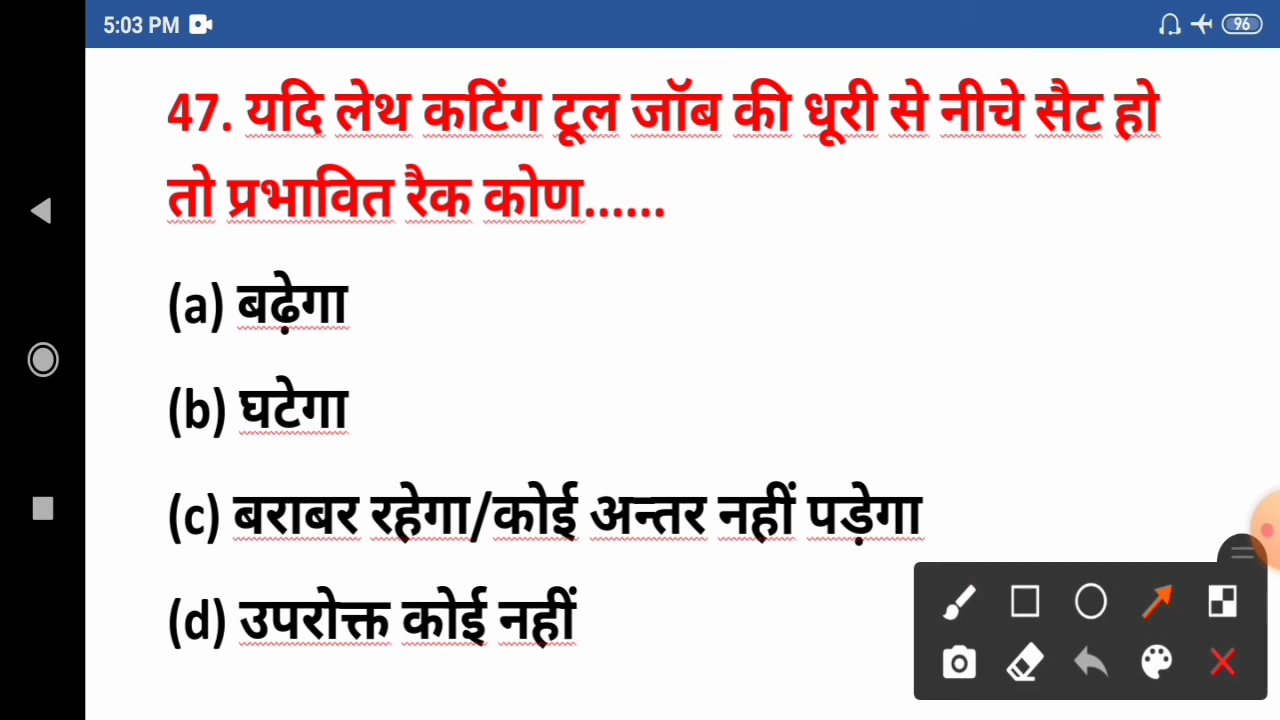 5:03 PM
96
47. यदि लेथ कटिंग टूल जॉब की धूरी से नीचे सैट हो
तो प्रभावित रैक कोण......
(a) बढ़ेगा
(b) घटेगा
(c) बराबर रहेगा/कोई अन्तर नहीं पड़ेगा
(d) उपरोक्त कोई नहीं